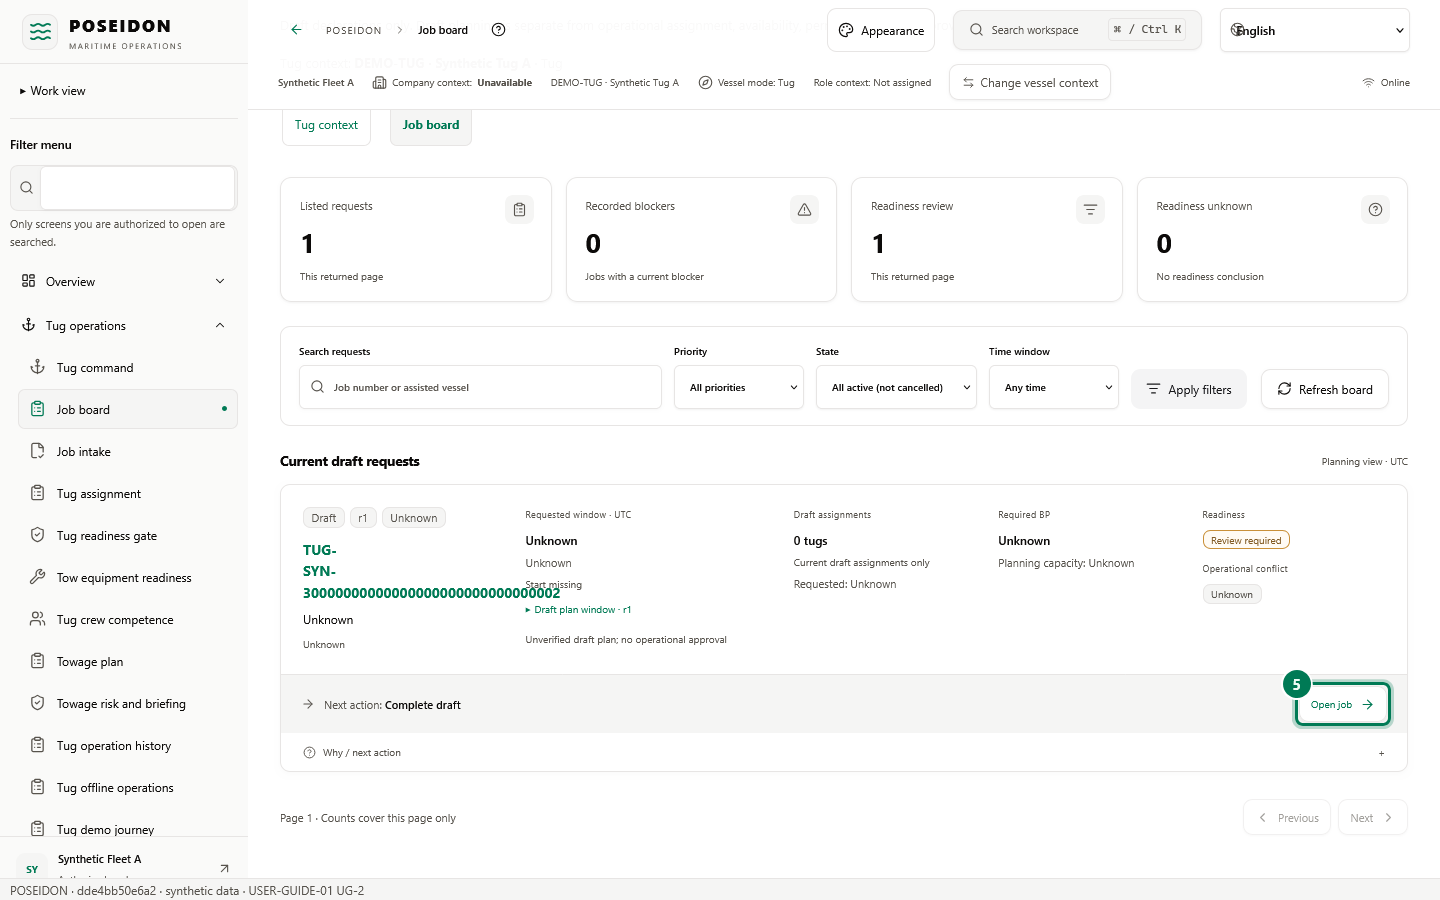 POSEIDON
MARITIME OPERATIONS
Work view
Filter menu
Only screens you are authorized to open are
searched.
Overview
Tug operations
Tug command
Job board
Job intake
Tug assignment
Tug readiness gate
Tow equipment readiness
Tug crew competence
Towage plan
Towage risk and briefing
Tug operation history
Tug offline operations
Tug demo journey
SY
Synthetic Fleet A
POSEIDON
Job board
Appearance
Search workspace
⌘ / Ctrl K
English
Synthetic Fleet A
Company context: Unavailable
DEMO-TUG · Synthetic Tug A
Vessel mode: Tug
Role context: Not assigned
Change vessel context
Online
Tug context
Job board
Listed requests
1
This returned page
Recorded blockers
0
Jobs with a current blocker
Readiness review
1
This returned page
Readiness unknown
0
No readiness conclusion
Search requests
Job number or assisted vessel
Priority
All priorities
State
All active (not cancelled)
Time window
Any time
Apply filters
Refresh board
Current draft requests
Planning view · UTC
Draft
r1
Unknown
TUG-
SYN-
30000000000000000000000000000002
Unknown
Unknown
Requested window · UTC
Unknown
Unknown
Start missing
Draft plan window · r1
Unverified draft plan; no operational approval
Draft assignments
0 tugs
Current draft assignments only
Requested: Unknown
Required BP
Unknown
Planning capacity: Unknown
Readiness
Review required
Operational conflict
Unknown
Next action: Complete draft
5
Open job
Why / next action
+
Page 1 · Counts cover this page only
Previous
Next
POSEIDON · dde4bb50e6a2 · synthetic data · USER-GUIDE-01 UG-2